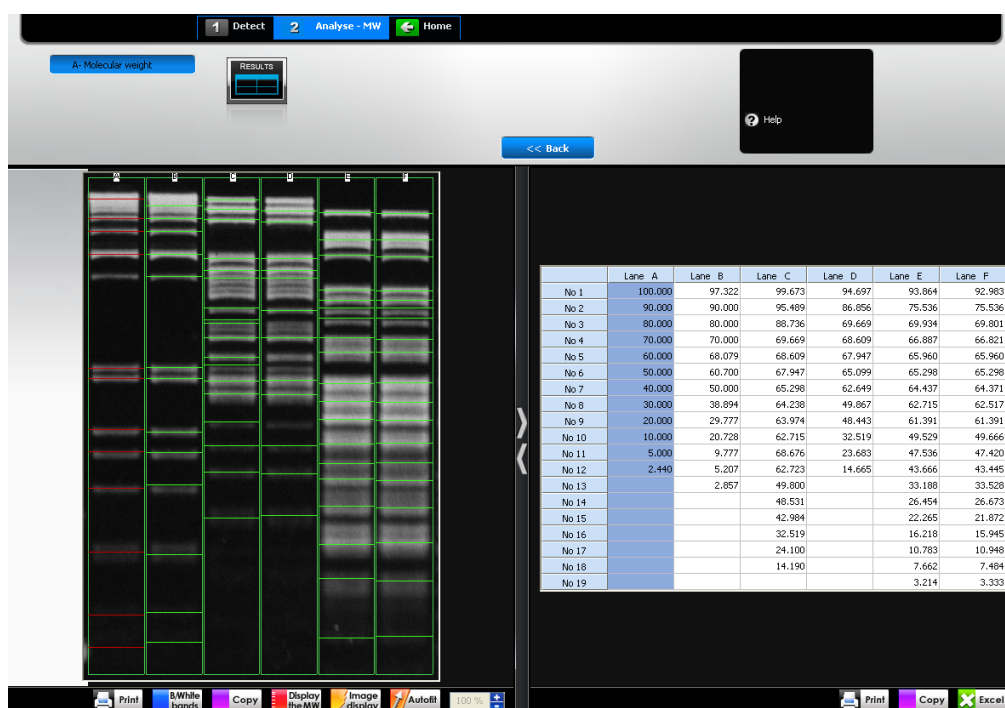 1 Detect 2 Analyse - MW Home
A- Molecular weight
RESULTS
Help
<< Back
A B C D E F
Lane A Lane B Lane C Lane D Lane E Lane F
No 1 100.000 97.322 99.673 94.697 93.864 92.983
No 2 90.000 90.000 95.489 86.856 75.536 75.536
No 3 80.000 80.000 88.736 69.669 69.934 69.801
No 4 70.000 70.000 69.669 68.609 66.887 66.821
No 5 60.000 68.079 68.609 67.947 65.960 65.960
No 6 50.000 60.700 67.947 65.099 65.298 65.298
No 7 40.000 50.000 65.298 62.649 64.437 64.371
No 8 30.000 38.894 64.238 49.867 62.715 62.517
No 9 20.000 29.777 63.974 48.443 61.391 61.391
No 10 10.000 20.728 62.715 32.519 49.529 49.666
No 11 5.000 9.777 68.676 23.683 47.536 47.420
No 12 2.440 5.207 62.723 14.665 43.666 43.445
No 13 2.857 49.800 33.188 33.528
No 14 48.531 26.454 26.673
No 15 42.984 22.265 21.872
No 16 32.519 16.218 15.945
No 17 24.100 10.783 10.948
No 18 14.190 7.662 7.484
No 19 3.214 3.333
Print B/White bands Copy Display the MW Image display Autofit 100 % Print Copy Excel